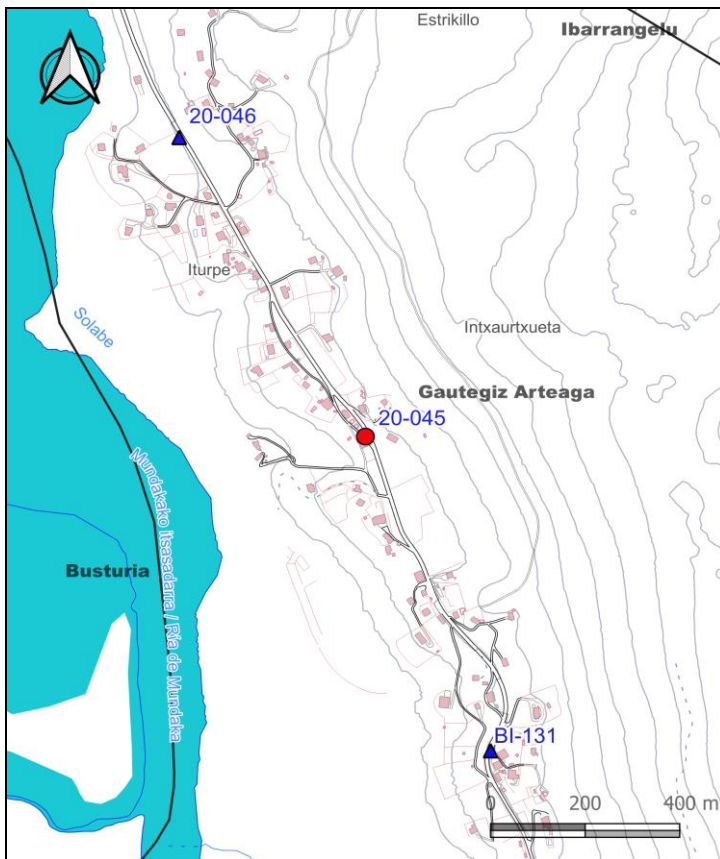 Estrikillo
Ibarrangelu
20-046
Iturpe
Solabe
Intxaurtxueta
Gautegiz Arteaga
20-045
Mundakako itsasadarra / Ría de Mundaka
Busturia
BI-131
0 200 400 m